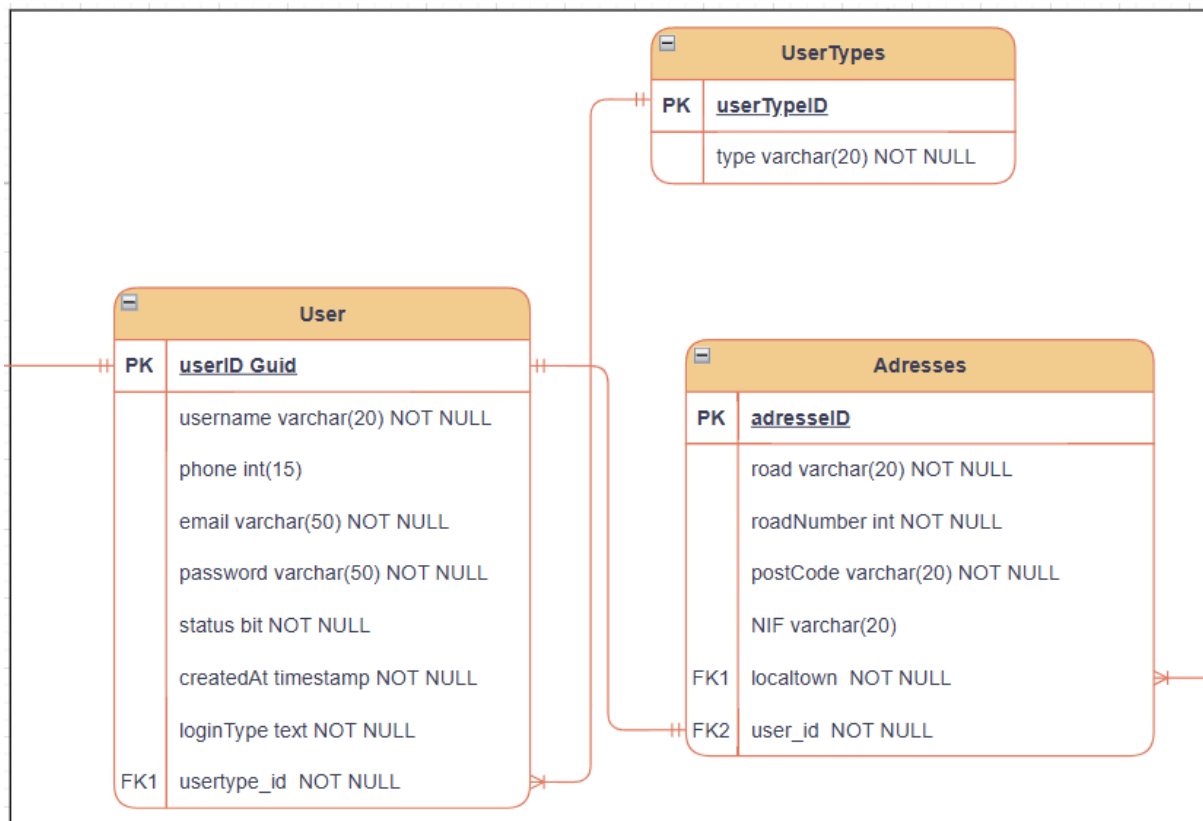 UserTypes
PK userTypeID
type varchar(20) NOT NULL
User
PK userID Guid
username varchar(20) NOT NULL
phone int(15)
email varchar(50) NOT NULL
password varchar(50) NOT NULL
status bit NOT NULL
createdAt timestamp NOT NULL
loginType text NOT NULL
FK1 usertype_id NOT NULL
Adresses
PK adresseID
road varchar(20) NOT NULL
roadNumber int NOT NULL
postCode varchar(20) NOT NULL
NIF varchar(20)
FK1 localtown NOT NULL
FK2 user_id NOT NULL